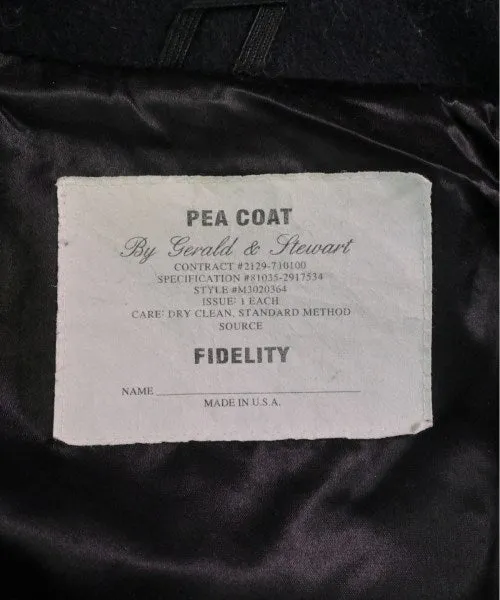 PEA COAT
By Gerald & Stewart
CONTRACT #2129-710100
SPECIFICATION #81035-2917534
STYLE #M3020364
ISSUE: 1 EACH
CARE: DRY CLEAN, STANDARD METHOD
SOURCE
FIDELITY
NAME
MADE IN U.S.A.